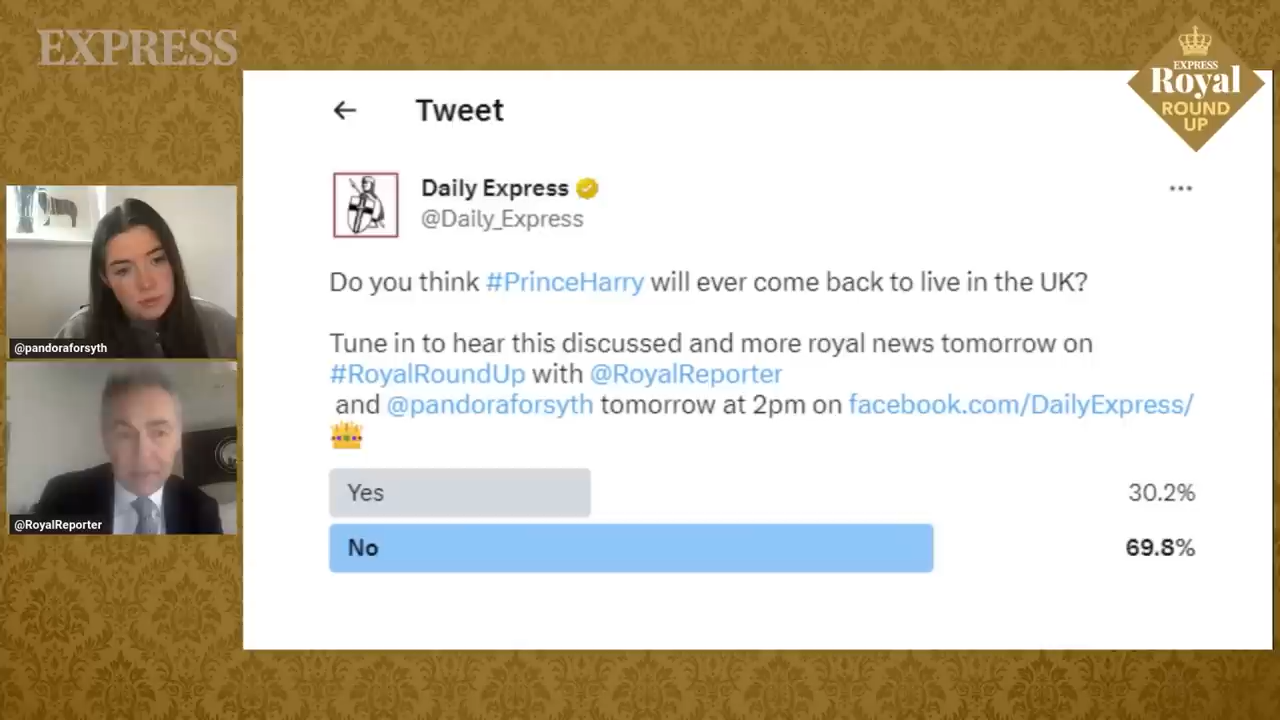 EXPRESS
EXPRESS
Royal
ROUND
UP
Tweet
Daily Express
@Daily_Express
Do you think #PrinceHarry will ever come back to live in the UK?
Tune in to hear this discussed and more royal news tomorrow on
#RoyalRoundUp with @RoyalReporter
and @pandoraforsyth tomorrow at 2pm on facebook.com/DailyExpress/
Yes 30.2%
No 69.8%
@pandoraforsyth
@RoyalReporter